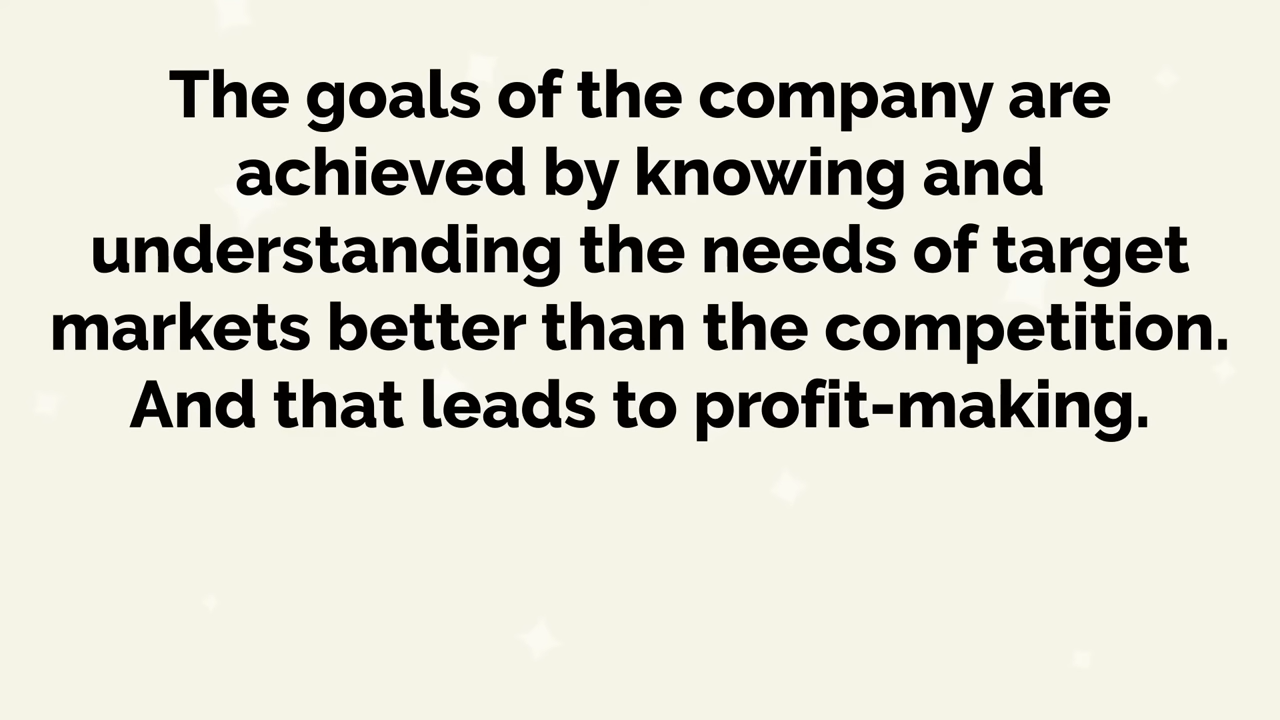 The goals of the company are
achieved by knowing and
understanding the needs of target
markets better than the competition.
And that leads to profit-making.